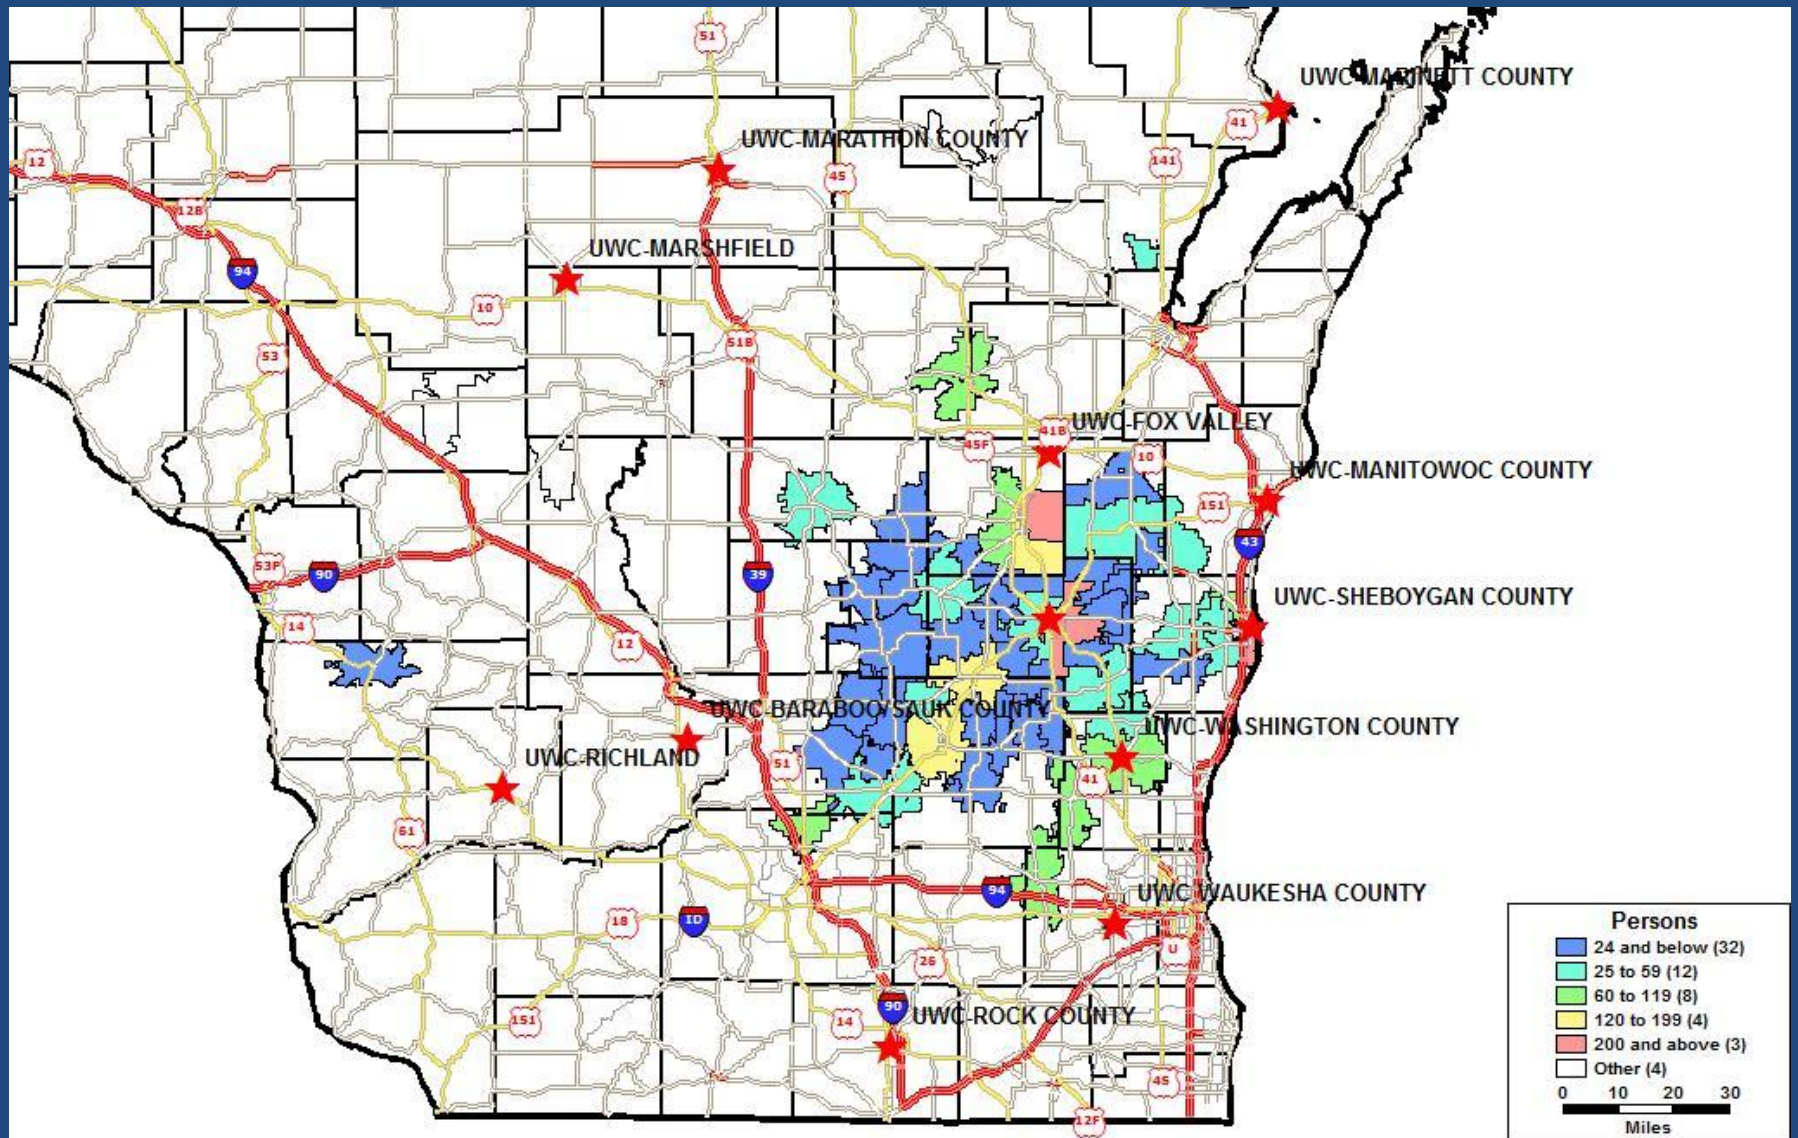 51
UWC-MARINETT COUNTY
41
UWC-MARATHON COUNTY
12
141
45
12B
UWC-MARSHFIELD
94
10
51B
53
UWC-FOX VALLEY
41B
45F
10
UWC-MANITOWOC COUNTY
151
43
53F
90
39
UWC-SHEBOYGAN COUNTY
14
12
UWC-BARABOO/SAUK COUNTY
UWC-WASHINGTON COUNTY
UWC-RICHLAND
51
41
61
94
UWC WAUKESHA COUNTY
18
ID
U
26
90
UWC-ROCK COUNTY
151
14
45
12F
Persons
24 and below (32)
25 to 59 (12)
60 to 119 (8)
120 to 199 (4)
200 and above (3)
Other (4)
0 10 20 30
Miles